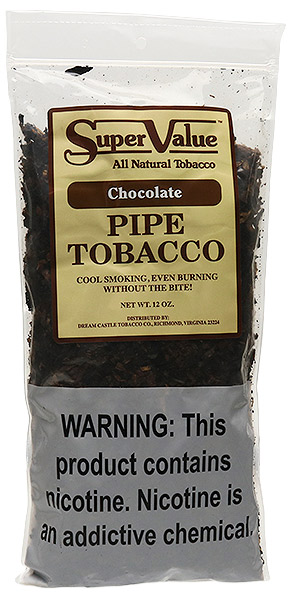 Super Value™
All Natural Tobacco
Chocolate
PIPE
TOBACCO
COOL SMOKING, EVEN BURNING
WITHOUT THE BITE!
NET WT. 12 OZ.
DISTRIBUTED BY:
DREAM CASTLE TOBACCO CO., RICHMOND, VIRGINIA 23224
WARNING: This
product contains
nicotine. Nicotine is
an addictive chemical.